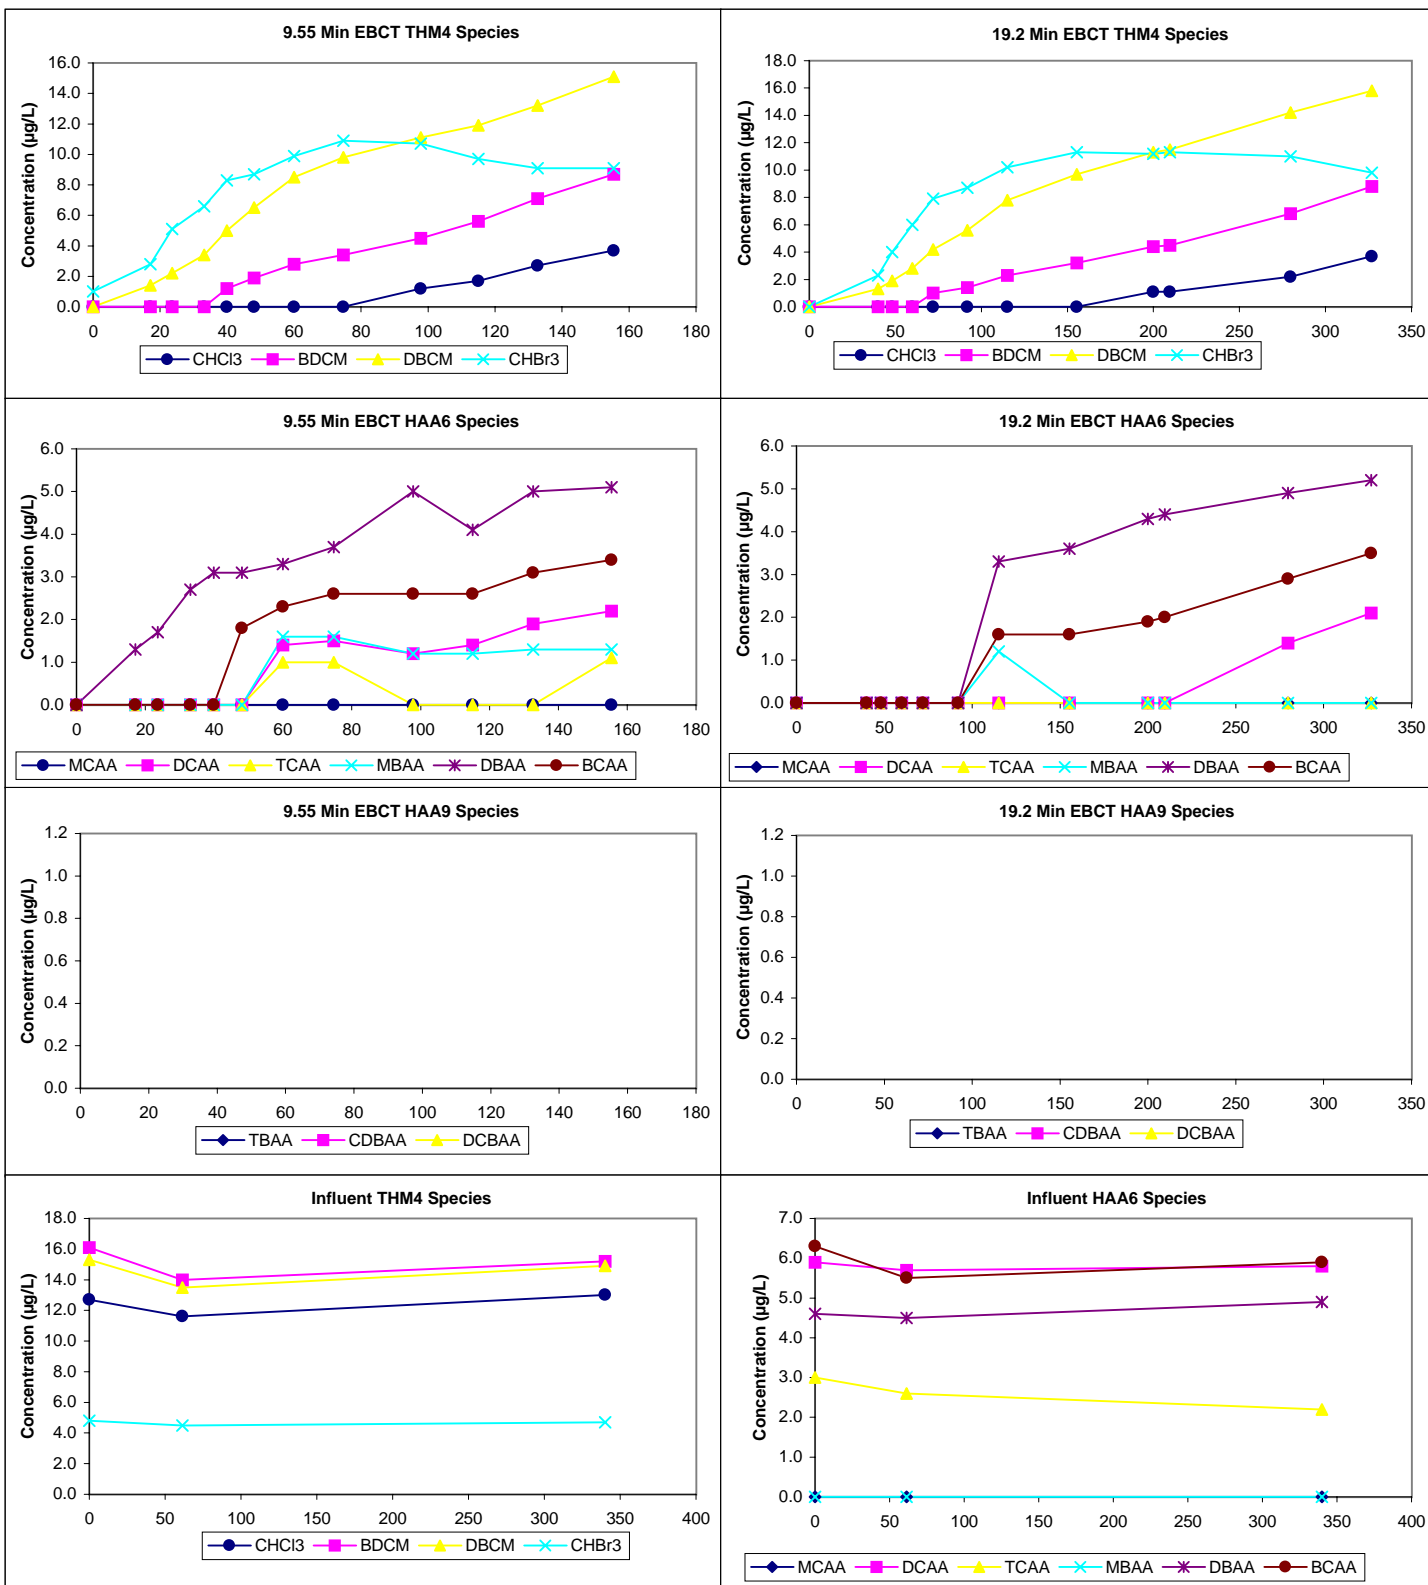 9.55 Min EBCT THM4 Species
Concentration (µg/L)
16.0
14.0
12.0
10.0
8.0
6.0
4.0
2.0
0.0
0 20 40 60 80 100 120 140 160 180
CHCl3 BDCM DBCM CHBr3
19.2 Min EBCT THM4 Species
Concentration (µg/L)
18.0
16.0
14.0
12.0
10.0
8.0
6.0
4.0
2.0
0.0
0 50 100 150 200 250 300 350
CHCl3 BDCM DBCM CHBr3
9.55 Min EBCT HAA6 Species
Concentration (µg/L)
6.0
5.0
4.0
3.0
2.0
1.0
0.0
0 20 40 60 80 100 120 140 160 180
MCAA DCAA TCAA MBAA DBAA BCAA
19.2 Min EBCT HAA6 Species
Concentration (µg/L)
6.0
5.0
4.0
3.0
2.0
1.0
0.0
0 50 100 150 200 250 300 350
MCAA DCAA TCAA MBAA DBAA BCAA
9.55 Min EBCT HAA9 Species
Concentration (µg/L)
1.2
1.0
0.8
0.6
0.4
0.2
0.0
0 20 40 60 80 100 120 140 160 180
TBAA CDBAA DCBAA
19.2 Min EBCT HAA9 Species
Concentration (µg/L)
1.2
1.0
0.8
0.6
0.4
0.2
0.0
0 50 100 150 200 250 300 350
TBAA CDBAA DCBAA
Influent THM4 Species
Concentration (µg/L)
18.0
16.0
14.0
12.0
10.0
8.0
6.0
4.0
2.0
0.0
0 50 100 150 200 250 300 350 400
CHCl3 BDCM DBCM CHBr3
Influent HAA6 Species
Concentration (µg/L)
7.0
6.0
5.0
4.0
3.0
2.0
1.0
0.0
0 50 100 150 200 250 300 350 400
MCAA DCAA TCAA MBAA DBAA BCAA